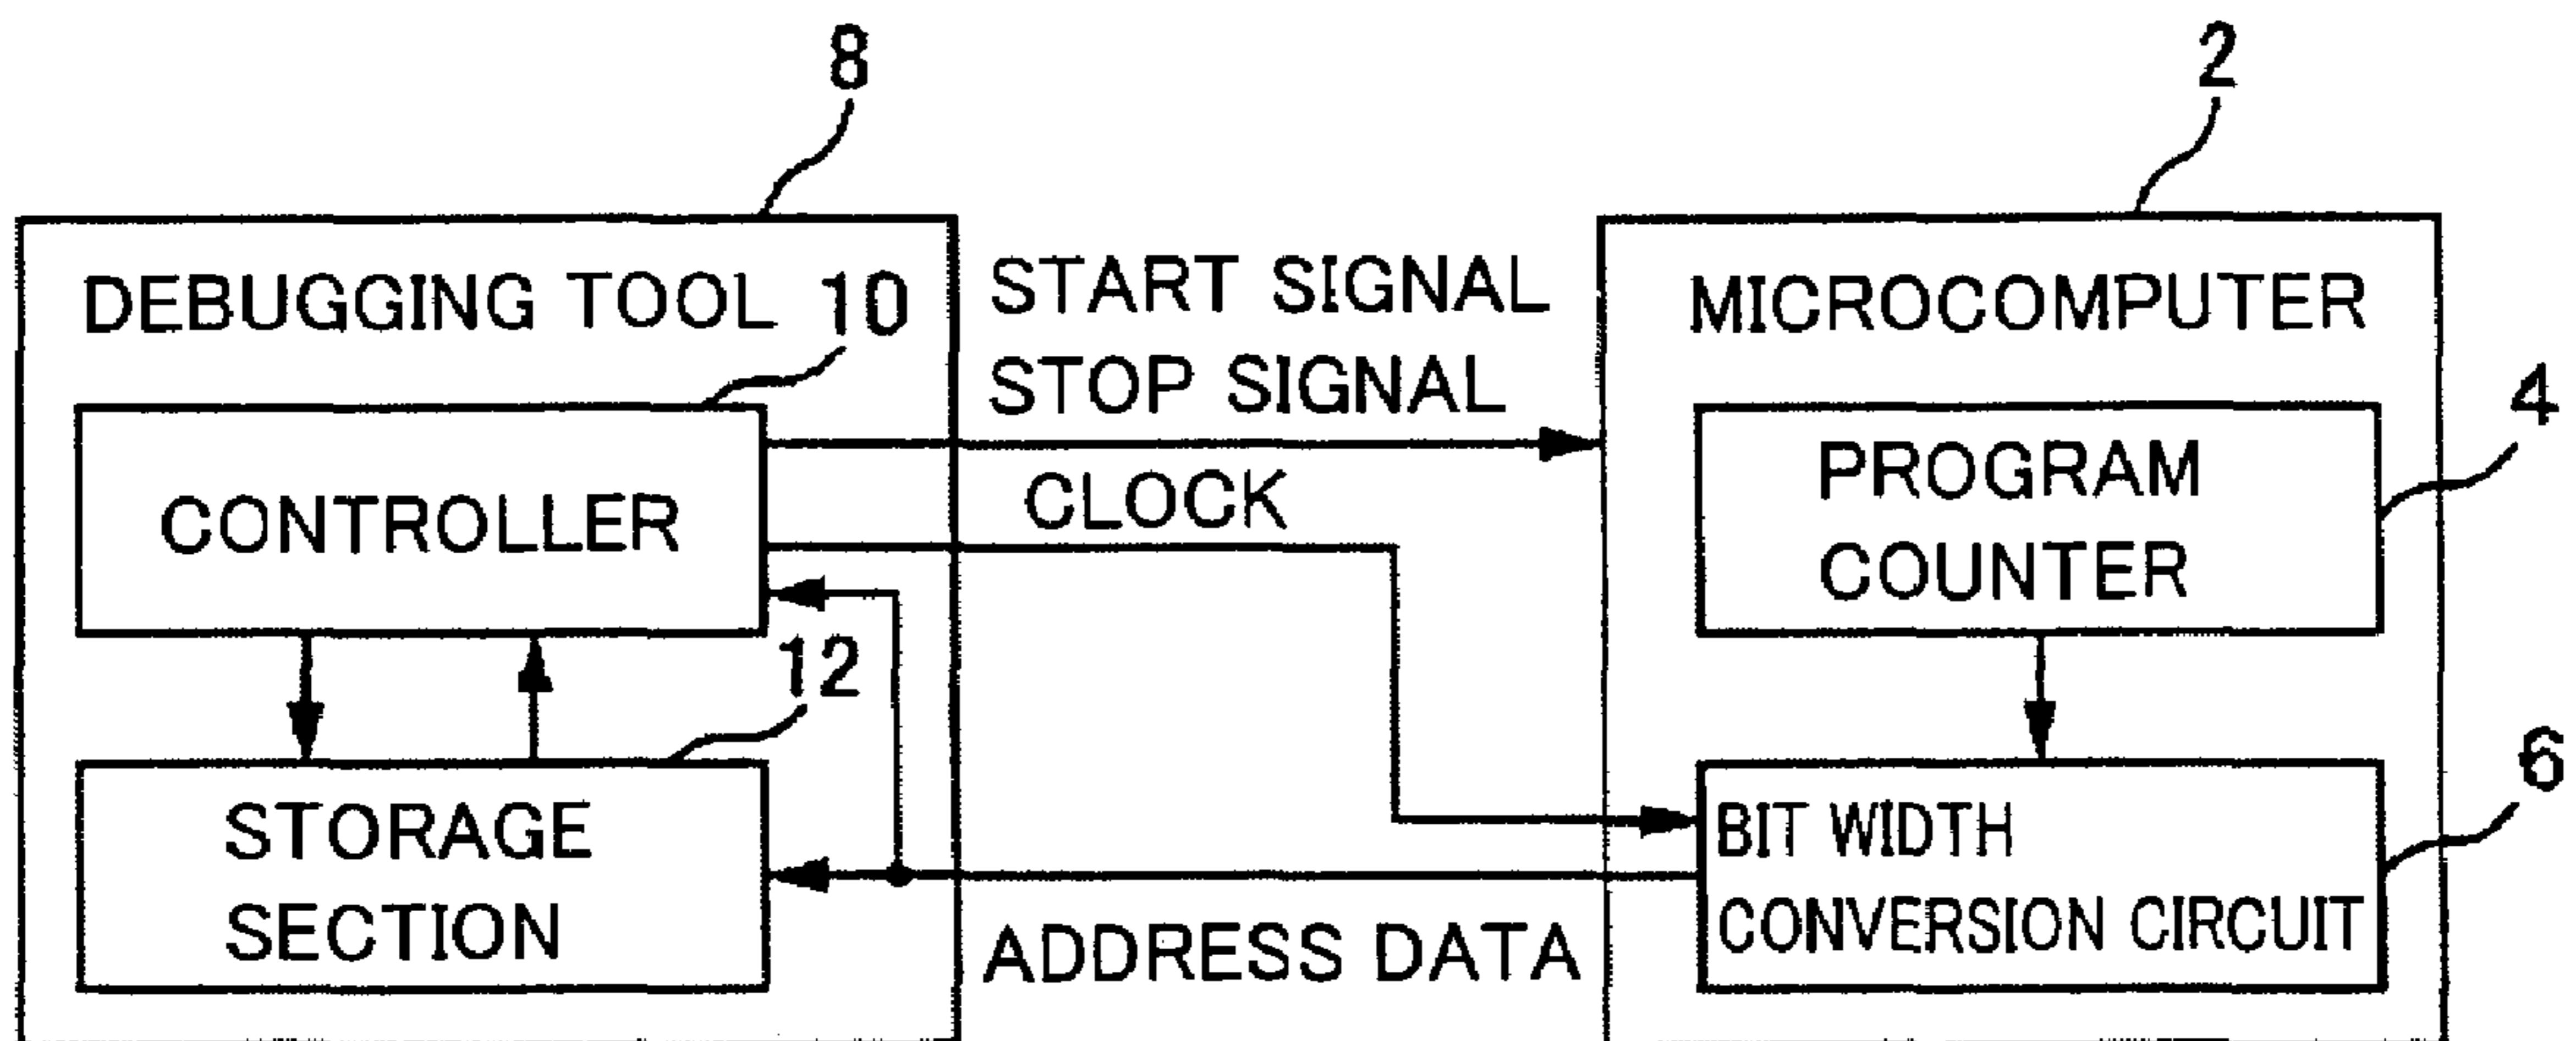 8
2
DEBUGGING TOOL
10
START SIGNAL
STOP SIGNAL
MICROCOMPUTER
4
CONTROLLER
CLOCK
PROGRAM
COUNTER
12
6
STORAGE
SECTION
BIT WIDTH
CONVERSION CIRCUIT
ADDRESS DATA